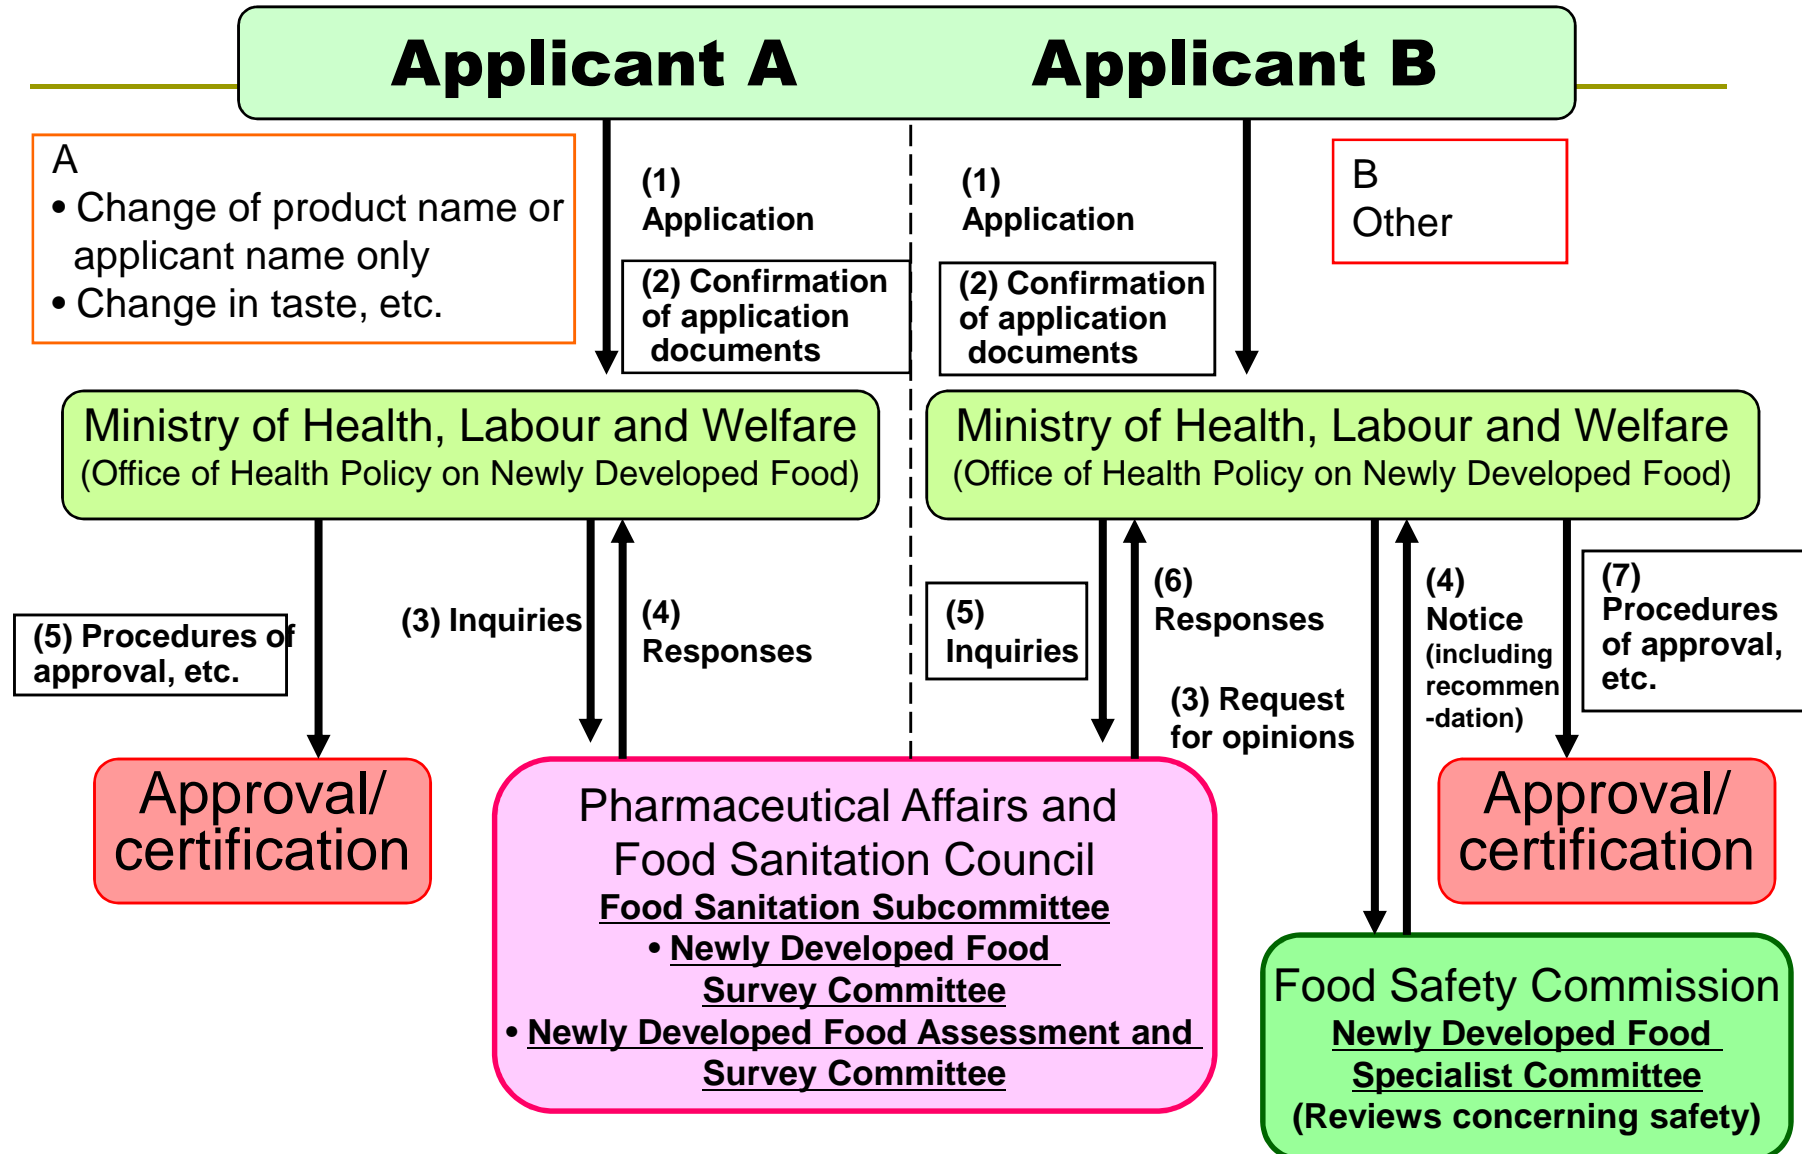 Applicant A
Applicant B
A
• Change of product name or
applicant name only
• Change in taste, etc.
(1)
Application
(2) Confirmation
of application
documents
(1)
Application
(2) Confirmation
of application
documents
B
Other
Ministry of Health, Labour and Welfare
(Office of Health Policy on Newly Developed Food)
Ministry of Health, Labour and Welfare
(Office of Health Policy on Newly Developed Food)
(5) Procedures of
approval, etc.
(3) Inquiries
(4)
Responses
(5)
Inquiries
(6)
Responses
(3) Request
for opinions
(4)
Notice
(including
recommen
-dation)
(7)
Procedures
of approval,
etc.
Approval/
certification
Pharmaceutical Affairs and
Food Sanitation Council
Food Sanitation Subcommittee
• Newly Developed Food
Survey Committee
• Newly Developed Food Assessment and
Survey Committee
Approval/
certification
Food Safety Commission
Newly Developed Food
Specialist Committee
(Reviews concerning safety)